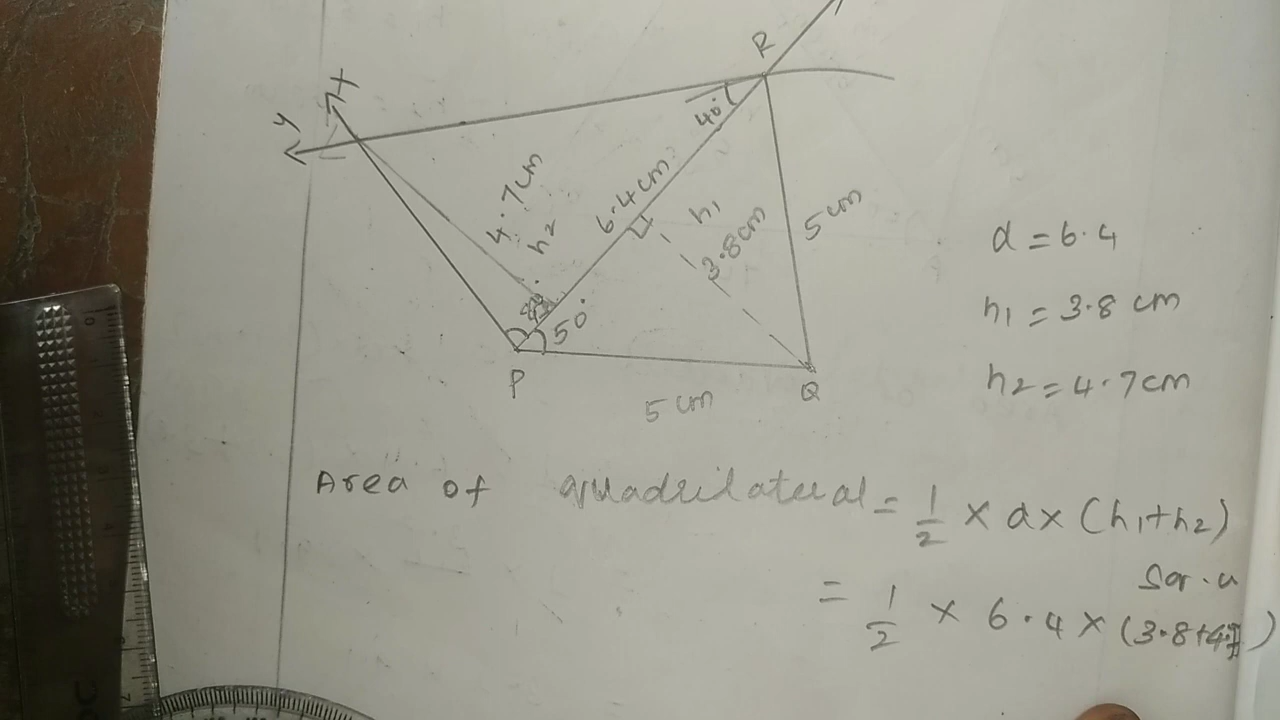 R
X
y
40°
4.7cm
h2
6.4cm
h1
3.8cm
5cm
50°
P
Q
5cm
d = 6.4
h1 = 3.8 cm
h2 = 4.7cm
Area of quadrilateral = 1/2 × d × (h1+h2)
= 1/2 × 6.4 × (3.8+4.7)